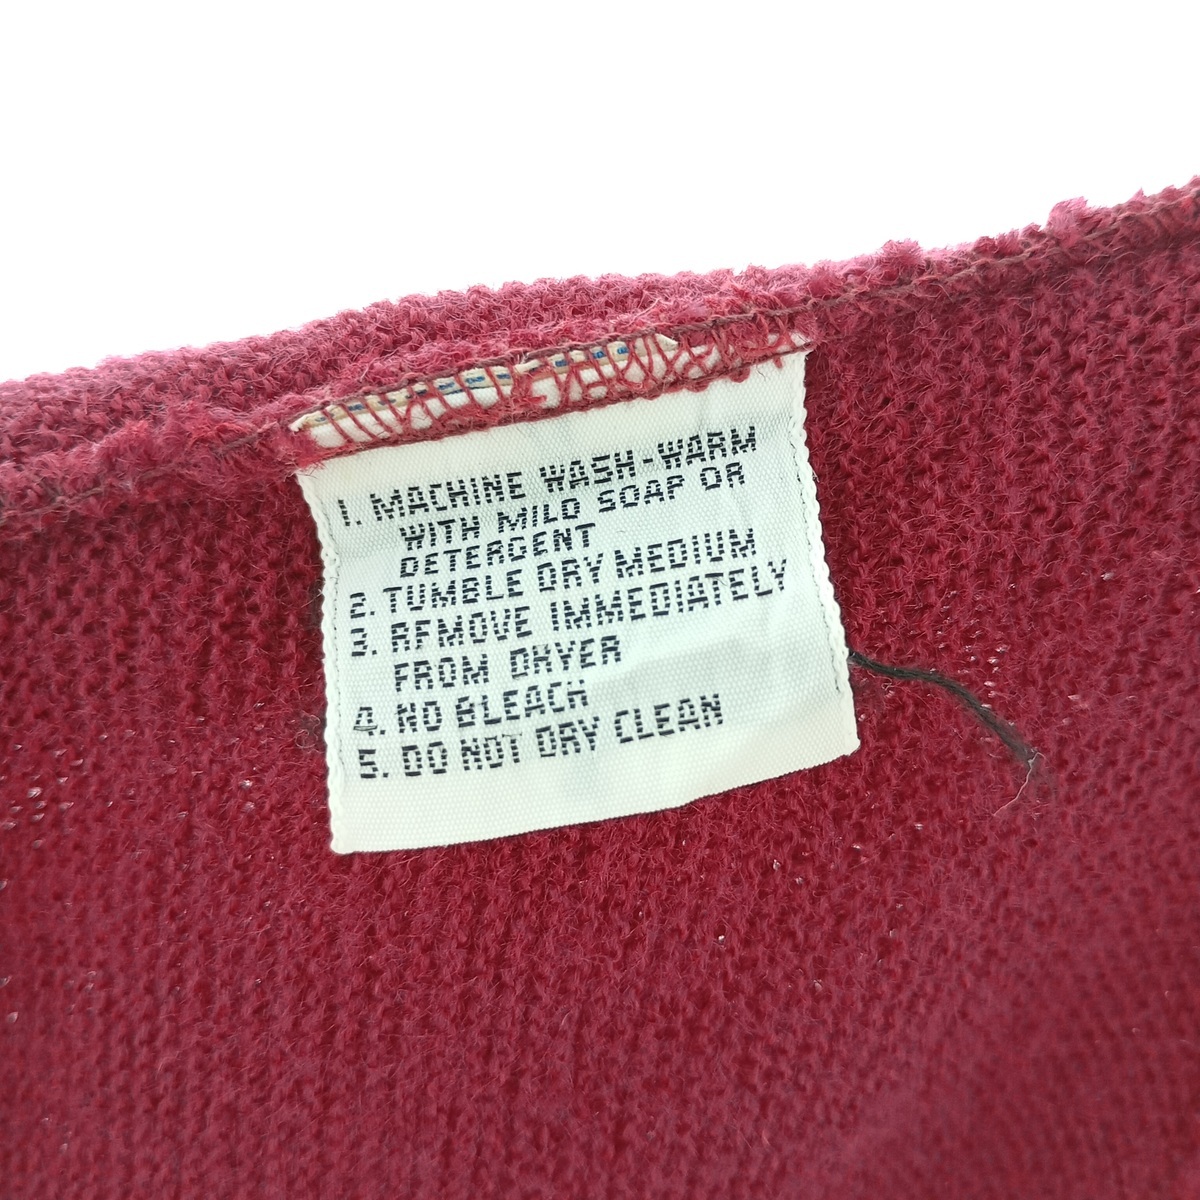 1. MACHINE WASH-WARM
WITH MILD SOAP OR
DETERGENT
2. TUMBLE DRY MEDIUM
3. REMOVE IMMEDIATELY
FROM DRYER
4. NO BLEACH
5. DO NOT DRY CLEAN